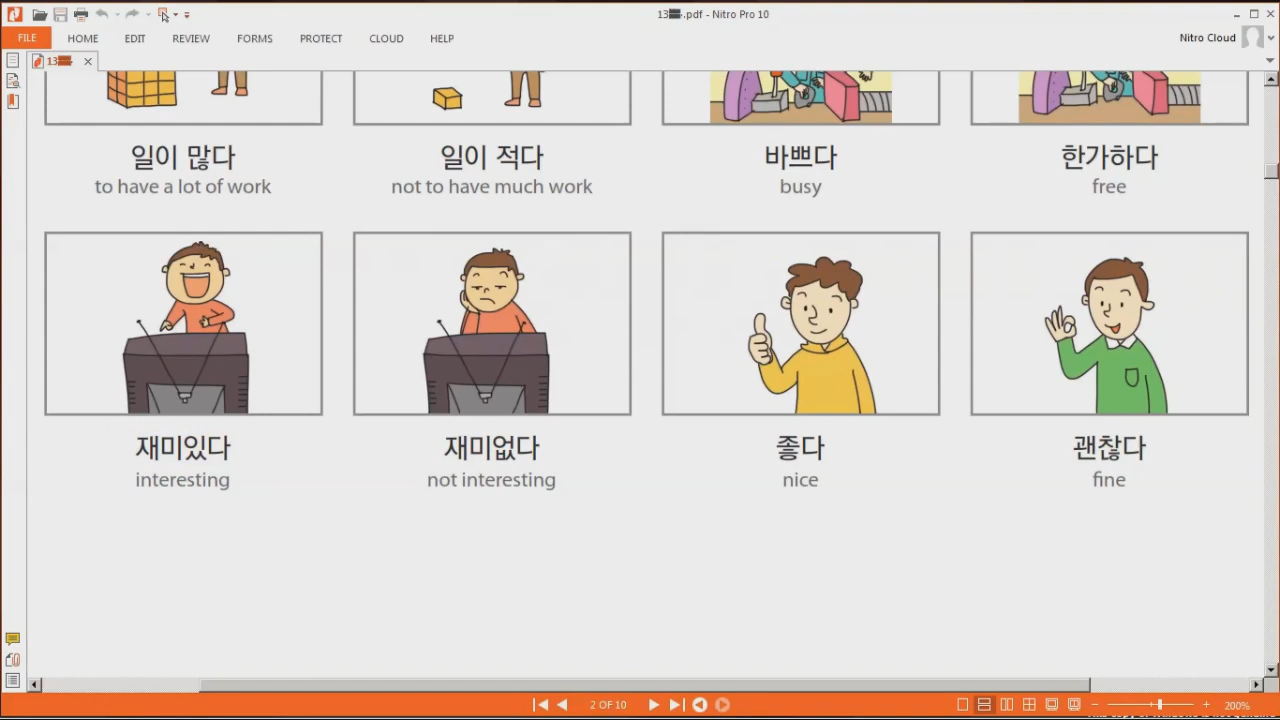 13 .pdf - Nitro Pro 10
FILE HOME EDIT REVIEW FORMS PROTECT CLOUD HELP Nitro Cloud
13
일이 많다 일이 적다 바쁘다 한가하다
to have a lot of work not to have much work busy free
재미있다 재미없다 좋다 괜찮다
interesting not interesting nice fine
2 OF 10 200%